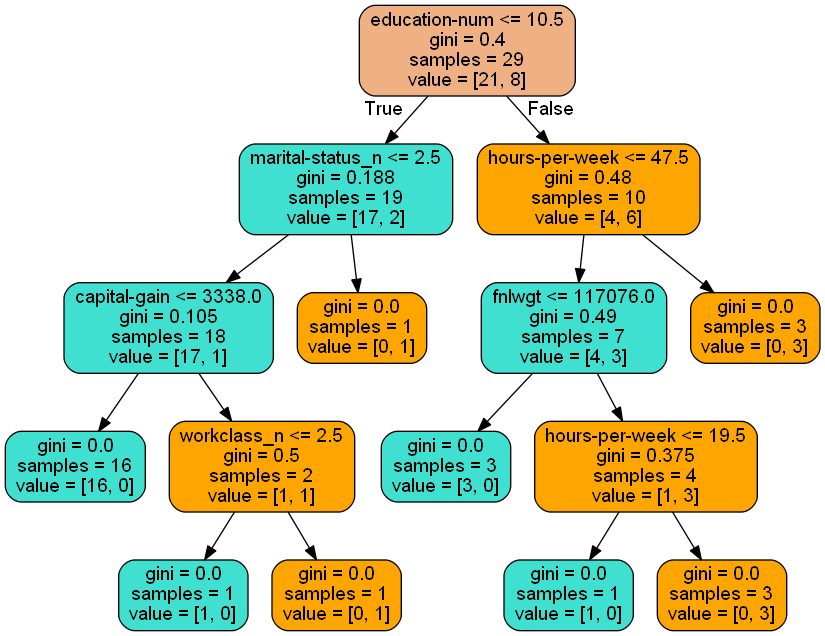 education-num <= 10.5
gini = 0.4
samples = 29
value = [21, 8]
True
False
marital-status_n <= 2.5
gini = 0.188
samples = 19
value = [17, 2]
hours-per-week <= 47.5
gini = 0.48
samples = 10
value = [4, 6]
capital-gain <= 3338.0
gini = 0.105
samples = 18
value = [17, 1]
gini = 0.0
samples = 1
value = [0, 1]
fnlwgt <= 117076.0
gini = 0.49
samples = 7
value = [4, 3]
gini = 0.0
samples = 3
value = [0, 3]
gini = 0.0
samples = 16
value = [16, 0]
workclass_n <= 2.5
gini = 0.5
samples = 2
value = [1, 1]
gini = 0.0
samples = 3
value = [3, 0]
hours-per-week <= 19.5
gini = 0.375
samples = 4
value = [1, 3]
gini = 0.0
samples = 1
value = [1, 0]
gini = 0.0
samples = 1
value = [0, 1]
gini = 0.0
samples = 1
value = [1, 0]
gini = 0.0
samples = 3
value = [0, 3]